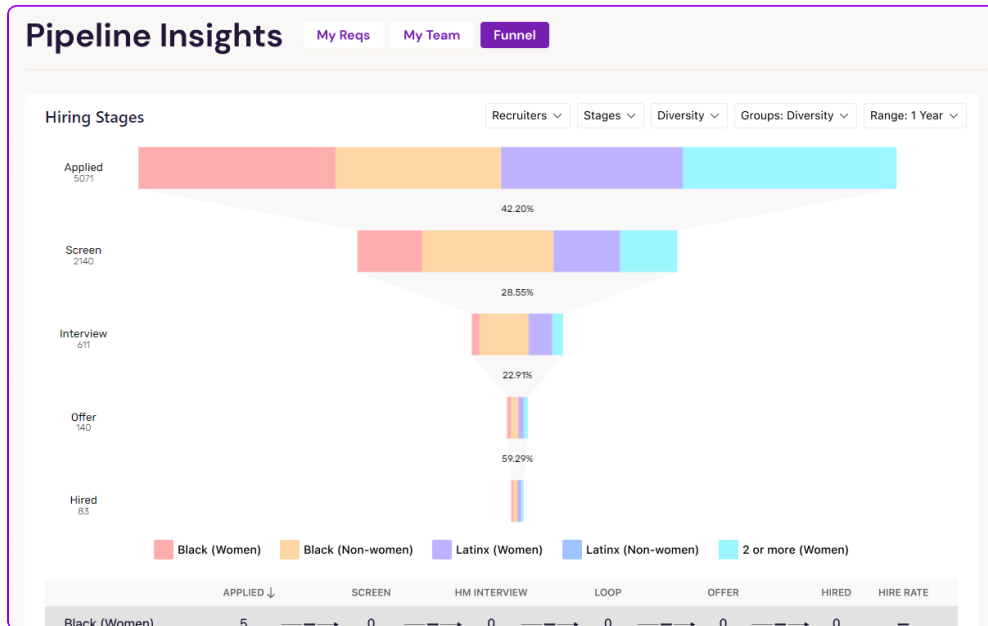 Pipeline Insights My Reqs My Team Funnel
Hiring Stages Recruiters Stages Diversity Groups: Diversity Range: 1 Year
Applied
5071
42.20%
Screen
2140
28.55%
Interview
611
22.91%
Offer
140
59.29%
Hired
83
Black (Women) Black (Non-women) Latinx (Women) Latinx (Non-women) 2 or more (Women)
APPLIED ↓ SCREEN HM INTERVIEW LOOP OFFER HIRED HIRE RATE
Black (Women) 5 — 0 — 0 — 0 — 0 — 0 —